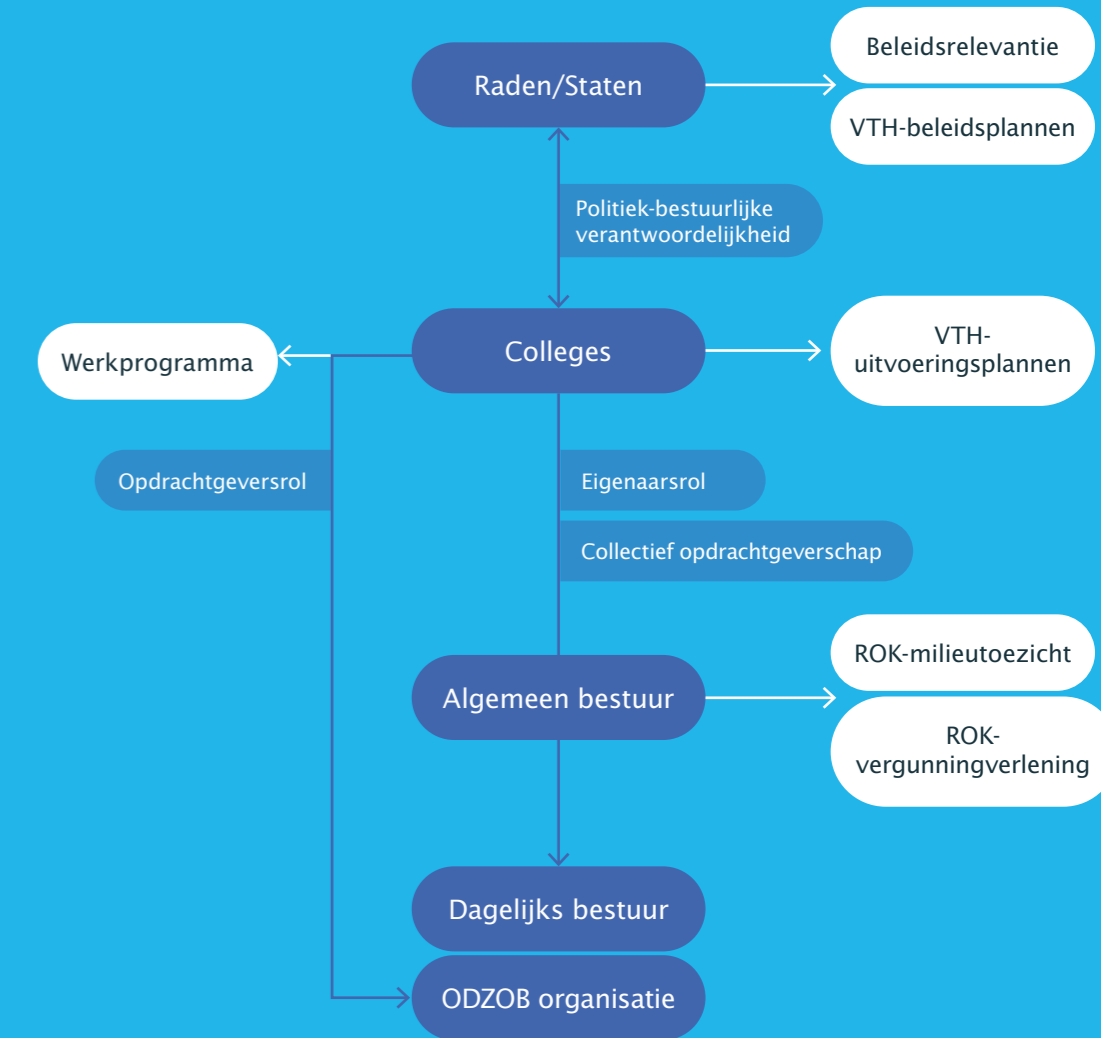 Beleidsrelevantie
Raden/Staten
VTH-beleidsplannen
Politiek-bestuurlijke
verantwoordelijkheid
Werkprogramma
Colleges
VTH-
uitvoeringsplannen
Opdrachtgeversrol
Eigenaarsrol
Collectief opdrachtgeverschap
ROK-milieutoezicht
Algemeen bestuur
ROK-
vergunningverlening
Dagelijks bestuur
ODZOB organisatie